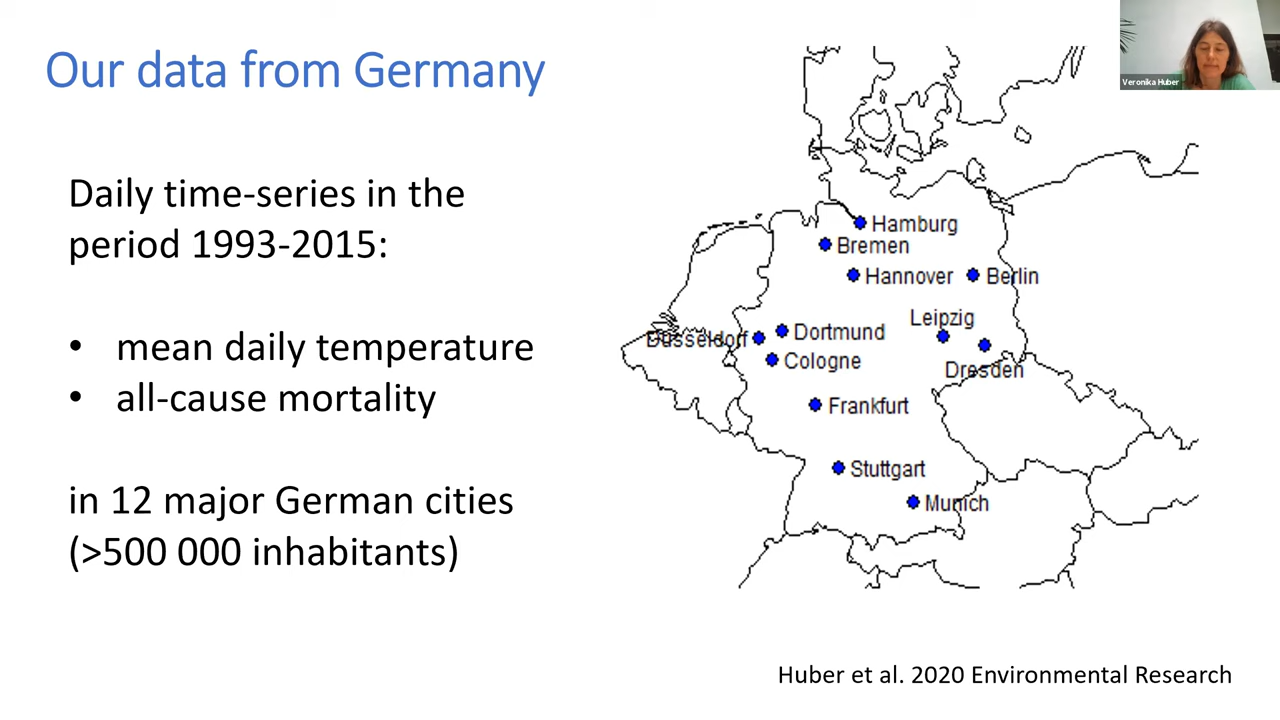 Our data from Germany
Veronika Huber
Daily time-series in the
period 1993-2015:
• mean daily temperature
• all-cause mortality
in 12 major German cities
(>500 000 inhabitants)
Hamburg
Bremen
Hannover
Berlin
Leipzig
Dortmund
Düsseldorf
Cologne
Dresden
Frankfurt
Stuttgart
Munich
Huber et al. 2020 Environmental Research